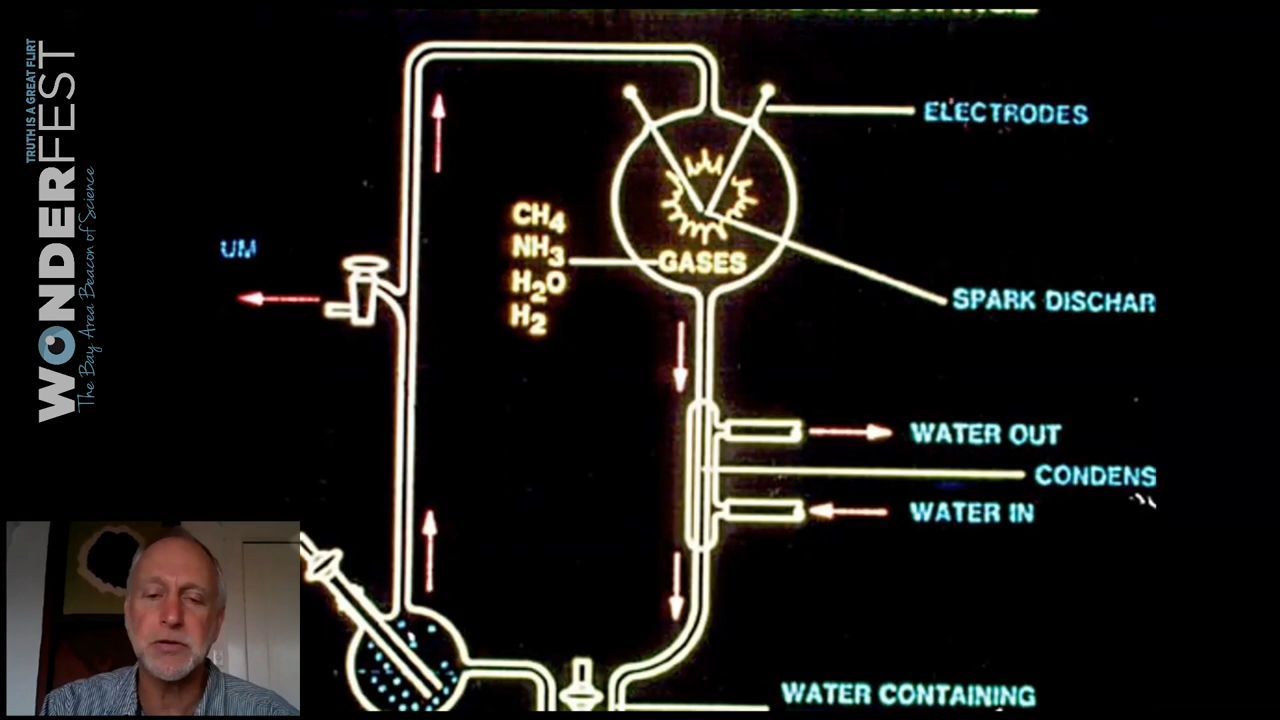 TRUTH IS A GREAT FLIRT
WONDERFEST
The Bay Area Beacon of Science
ELECTRODES
UM
CH4
NH3
H2O
H2
GASES
SPARK DISCHAR
WATER OUT
CONDENS
WATER IN
WATER CONTAINING